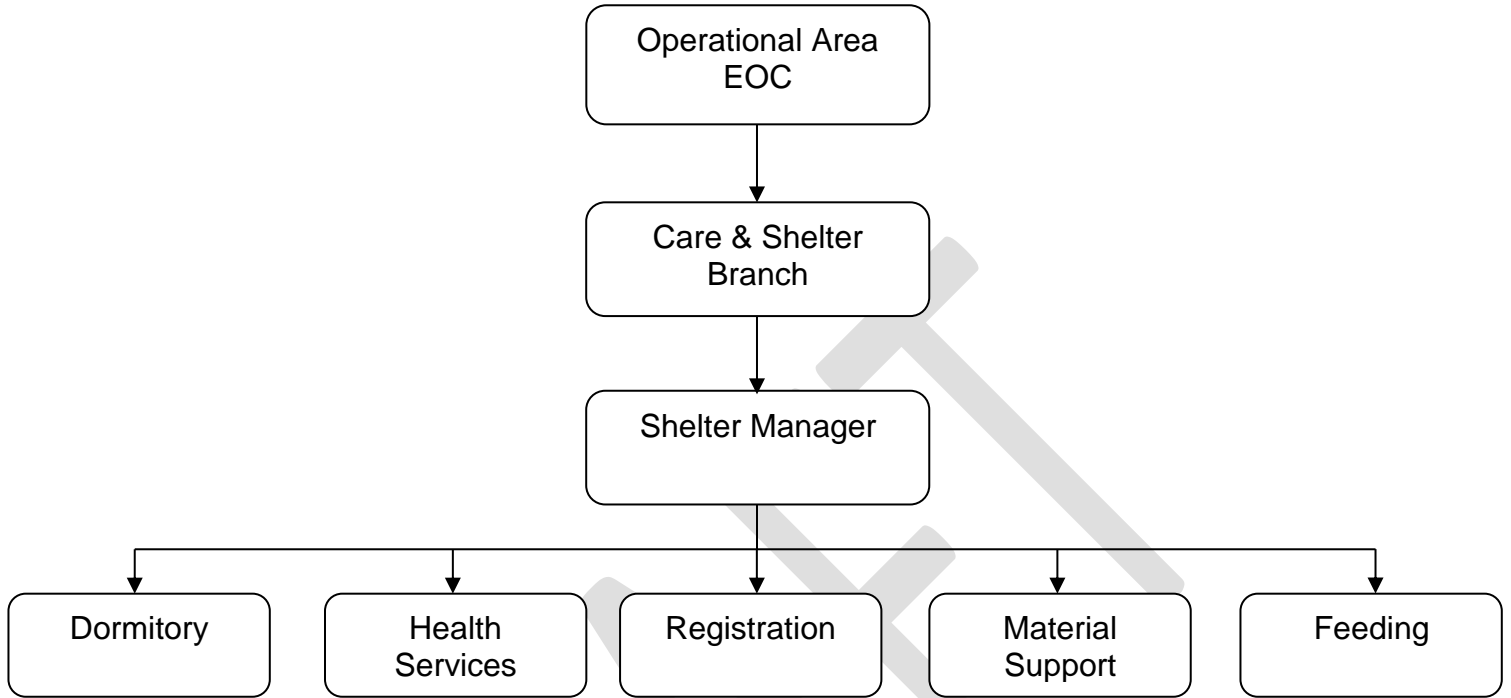 Operational Area
EOC
Care & Shelter
Branch
Shelter Manager
Dormitory
Health
Services
Registration
Material
Support
Feeding